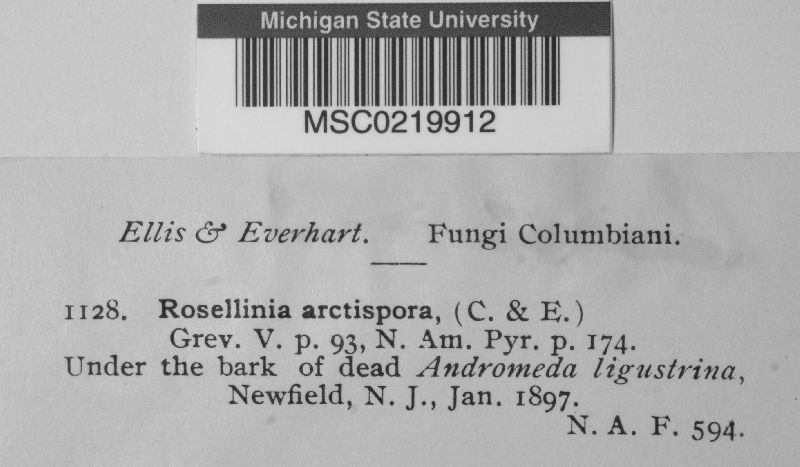 Michigan State University
MSC0219912
Ellis & Everhart. Fungi Columbiani.
1128. Rosellinia arctispora, (C. & E.)
Grev. V. p. 93, N. Am. Pyr. p. 174.
Under the bark of dead Andromeda ligustrina,
Newfield, N. J., Jan. 1897.
N. A. F. 594.